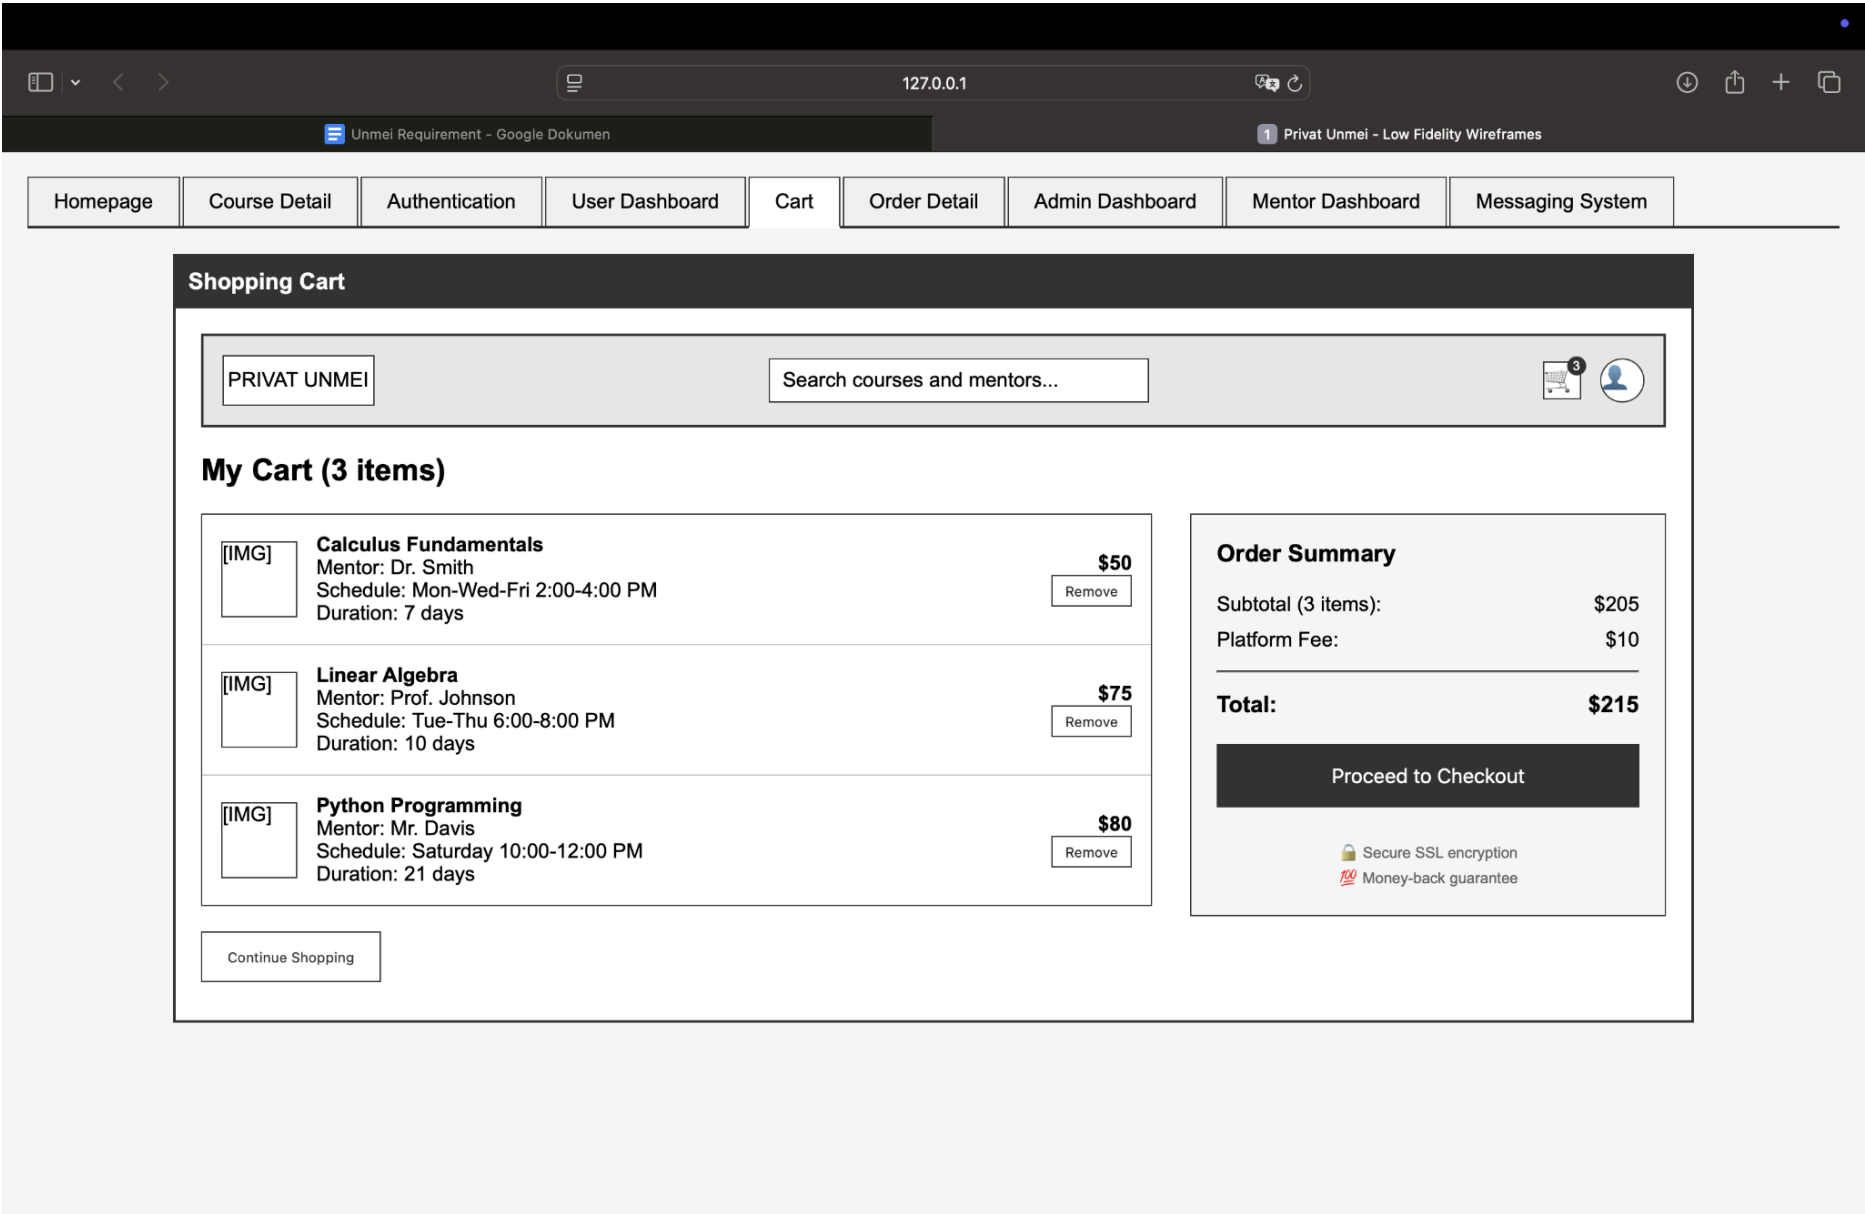 127.0.0.1
Unmei Requirement - Google Dokumen
1 Privat Unmei - Low Fidelity Wireframes
Homepage
Course Detail
Authentication
User Dashboard
Cart
Order Detail
Admin Dashboard
Mentor Dashboard
Messaging System
Shopping Cart
PRIVAT UNMEI
Search courses and mentors...
3
My Cart (3 items)
[IMG]
Calculus Fundamentals
Mentor: Dr. Smith
Schedule: Mon-Wed-Fri 2:00-4:00 PM
Duration: 7 days
$50
Remove
[IMG]
Linear Algebra
Mentor: Prof. Johnson
Schedule: Tue-Thu 6:00-8:00 PM
Duration: 10 days
$75
Remove
[IMG]
Python Programming
Mentor: Mr. Davis
Schedule: Saturday 10:00-12:00 PM
Duration: 21 days
$80
Remove
Continue Shopping
Order Summary
Subtotal (3 items): $205
Platform Fee: $10
Total: $215
Proceed to Checkout
🔒 Secure SSL encryption
💯 Money-back guarantee